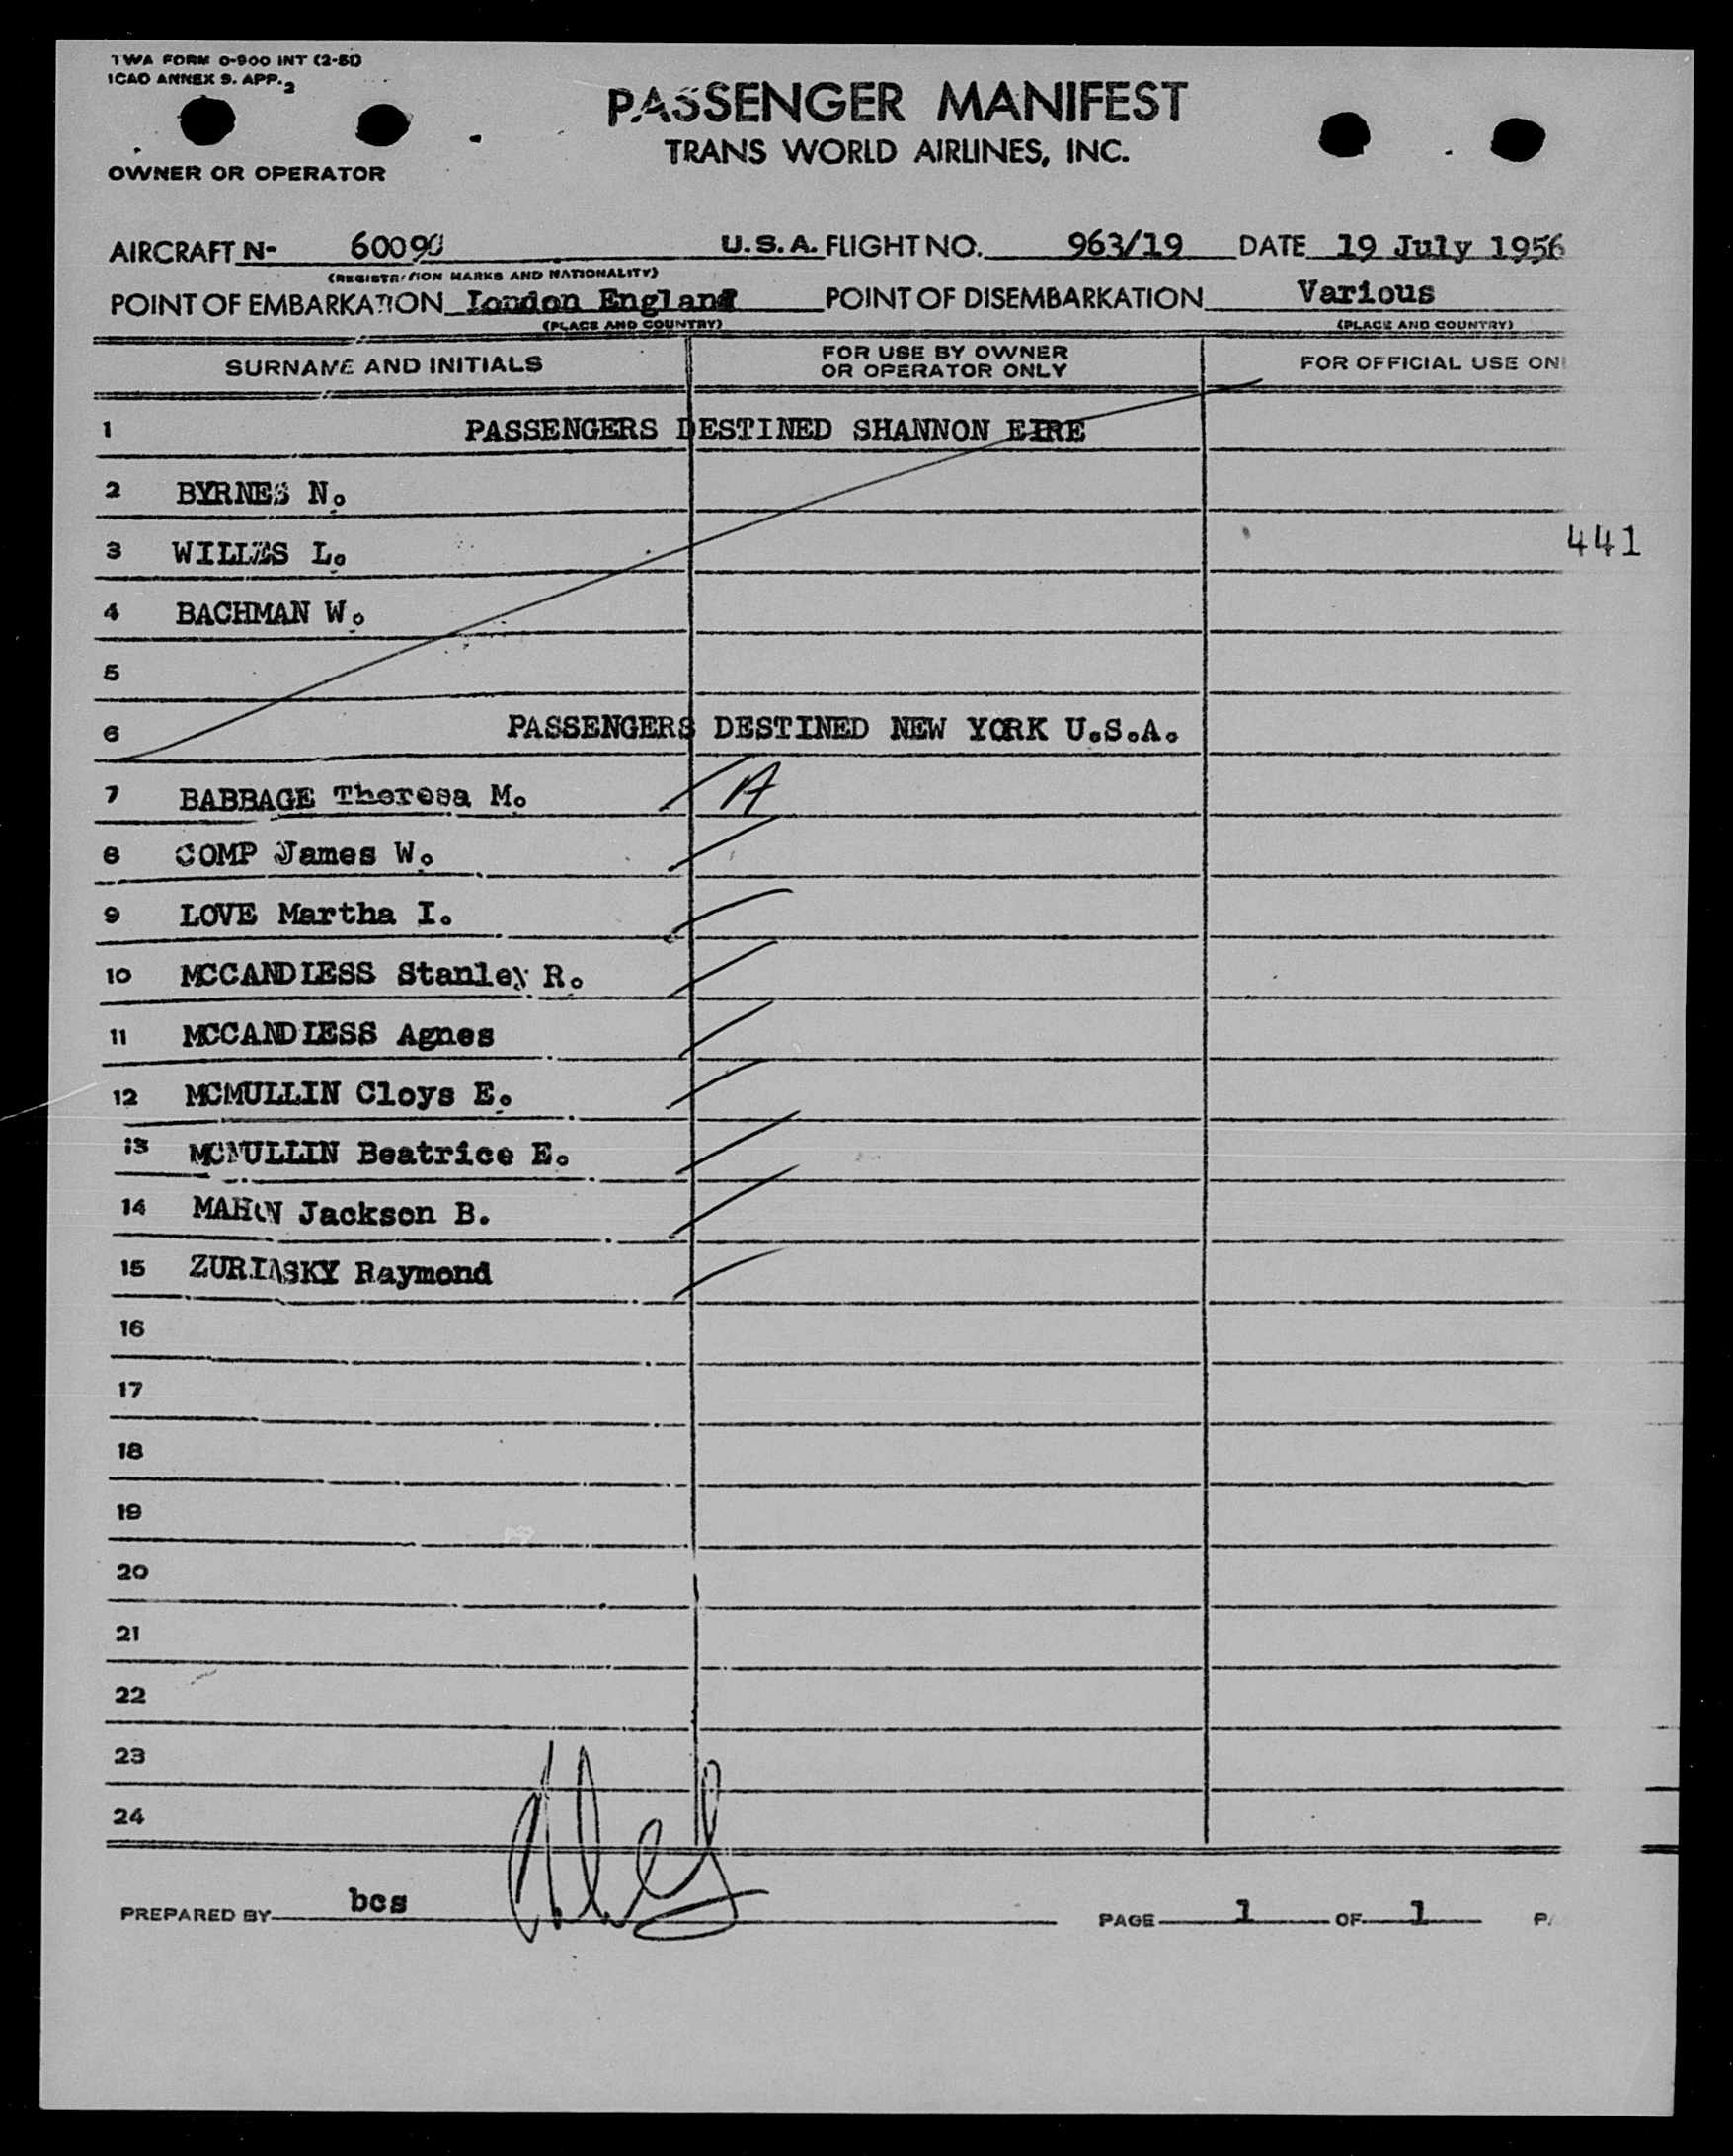 TWA FORM 0-900 INT (2-51)
ICAO ANNEX 9. APP. 2
PASSENGER MANIFEST
TRANS WORLD AIRLINES, INC.
OWNER OR OPERATOR
AIRCRAFT N- 60090 U.S.A. FLIGHT NO. 963/19 DATE 19 July 1956
(REGISTRATION MARKS AND NATIONALITY)
POINT OF EMBARKATION London England POINT OF DISEMBARKATION Various
(PLACE AND COUNTRY) (PLACE AND COUNTRY)
SURNAME AND INITIALS FOR USE BY OWNER OR OPERATOR ONLY FOR OFFICIAL USE ON
1 PASSENGERS DESTINED SHANNON EIRE
2 BYRNES N.
3 WILLES L.
441
4 BACHMAN W.
5
6 PASSENGERS DESTINED NEW YORK U.S.A.
7 BABBAGE Theresa M. A
8 COMP James W.
9 LOVE Martha I.
10 MCCANDLESS Stanley R.
11 MCCANDLESS Agnes
12 MCMULLIN Cloys E.
13 MCMULLIN Beatrice E.
14 MAHON Jackson B.
15 ZURLASKY Raymond
16
17
18
19
20
21
22
23
24
PREPARED BY bcs PAGE 1 OF 1